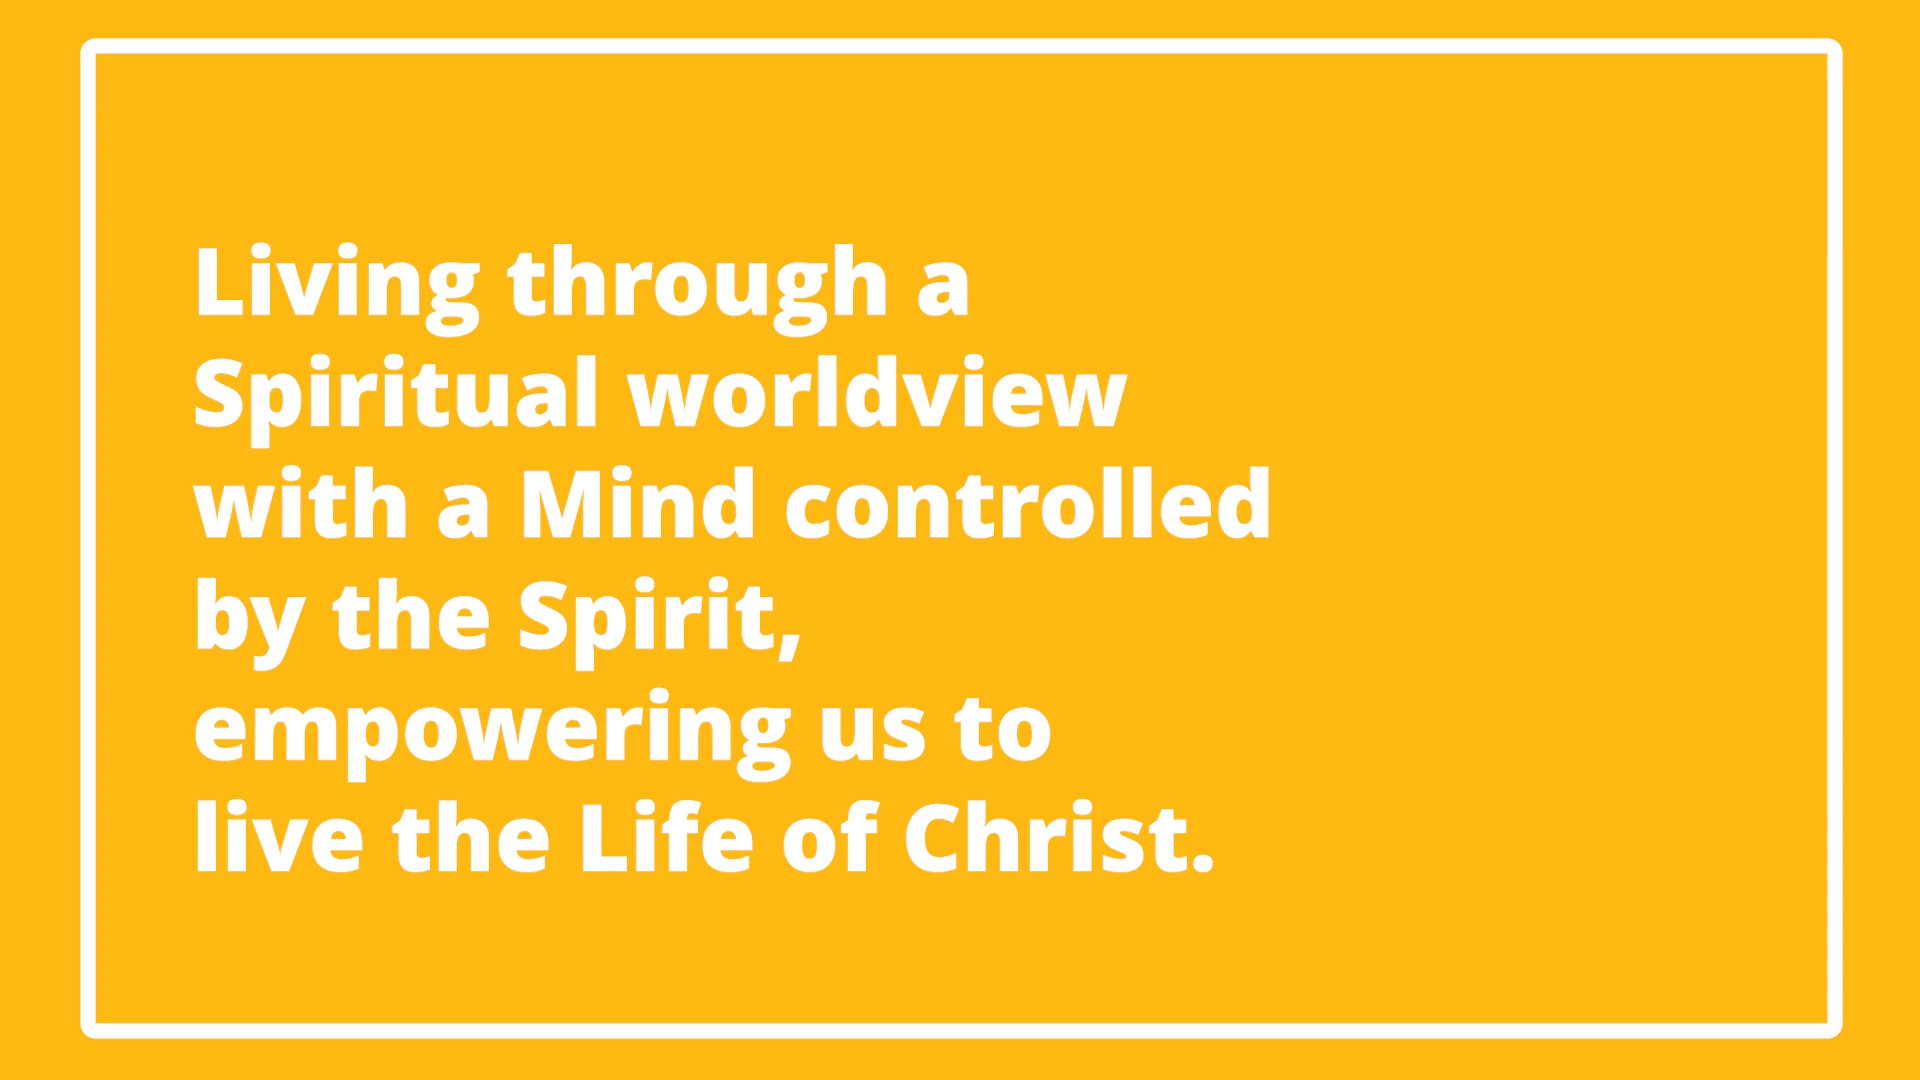 Living through a
Spiritual worldview
with a Mind controlled
by the Spirit,
empowering us to
live the Life of Christ.